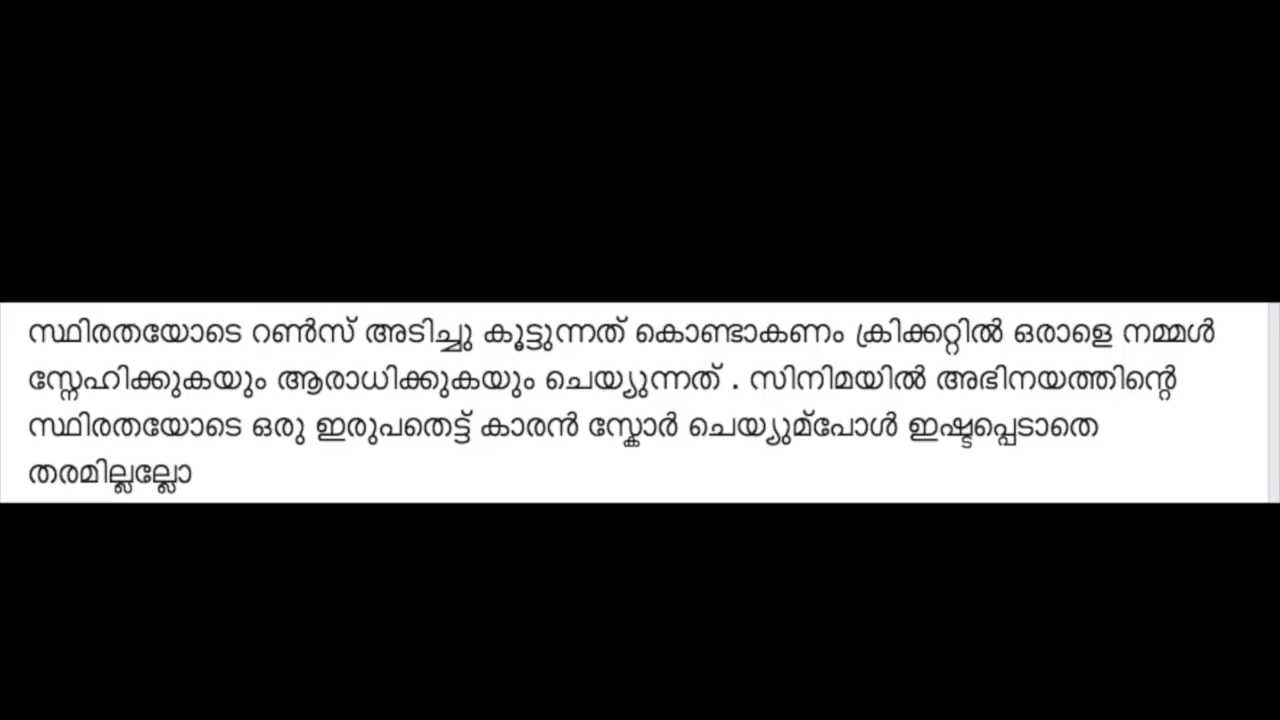 സ്ഥിരതയോടെ റൺസ് അടിച്ചു കൂട്ടുന്നത് കൊണ്ടാകണം ക്രിക്കറ്റിൽ ഒരാളെ നമ്മൾ
സ്നേഹിക്കുകയും ആരാധിക്കുകയും ചെയ്യുന്നത് . സിനിമയിൽ അഭിനയത്തിന്റെ
സ്ഥിരതയോടെ ഒരു ഇരുപതെട്ട് കാരൻ സ്കോർ ചെയ്യുമ്പോൾ ഇഷ്ടപ്പെടാതെ
തരമില്ലല്ലോ